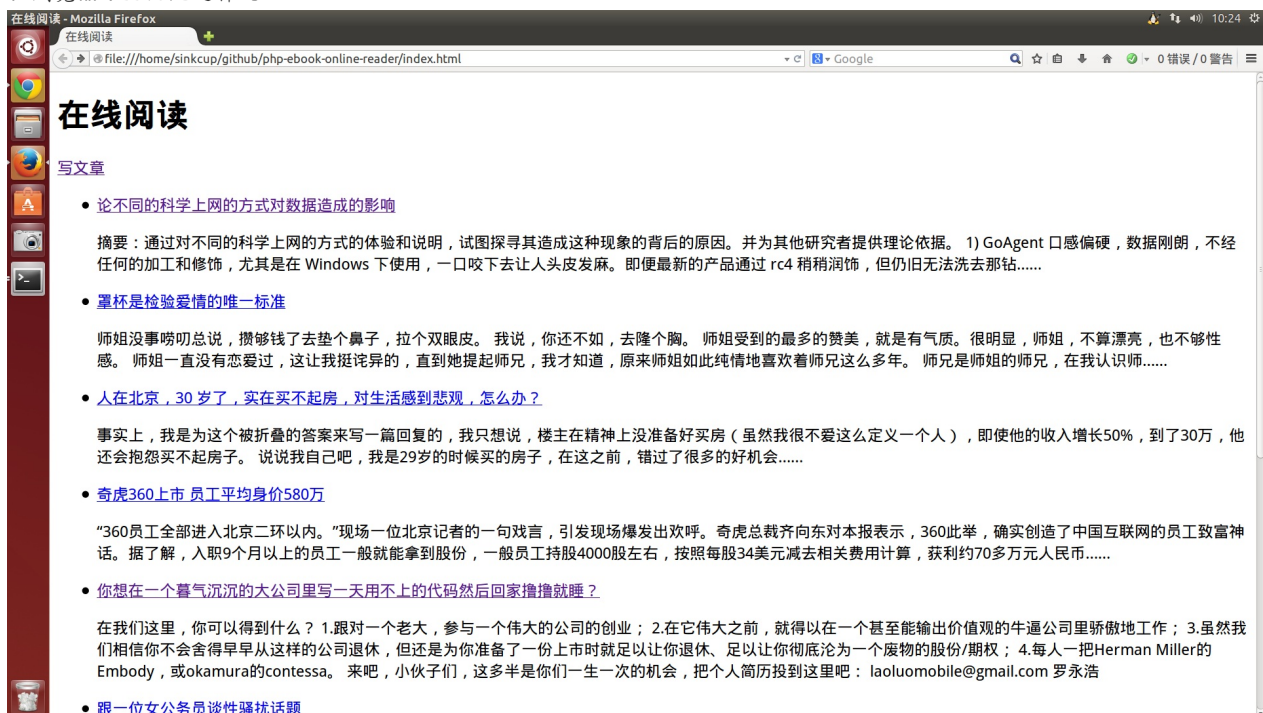 在线阅读 - Mozilla Firefox
10:24
在线阅读
file:///home/sinkcup/github/php-ebook-online-reader/index.html
Google
0 错误 / 0 警告
在线阅读
写文章
论不同的科学上网的方式对数据造成的影响
摘要：通过对不同的科学上网的方式的体验和说明，试图探寻其造成这种现象的背后的原因。并为其他研究者提供理论依据。 1) GoAgent 口感偏硬，数据刚朗，不经
任何的加工和修饰，尤其是在 Windows 下使用，一口咬下去让人头皮发麻。即便最新的产品通过 rc4 稍稍润饰，但仍旧无法洗去那钻......
罩杯是检验爱情的唯一标准
师姐没事唠叨总说，攒够钱了去垫个鼻子，拉个双眼皮。 我说，你还不如，去隆个胸。 师姐受到的最多的赞美，就是有气质。很明显，师姐，不算漂亮，也不够性
感。 师姐一直没有恋爱过，这让我挺诧异的，直到她提起师兄，我才知道，原来师姐如此纯情地喜欢着师兄这么多年。 师兄是师姐的师兄，在我认识师......
人在北京，30 岁了，实在买不起房，对生活感到悲观，怎么办？
事实上，我是为这个被折叠的答案来写一篇回复的，我只想说，楼主在精神上没准备好买房（虽然我很不爱这么定义一个人），即使他的收入增长50%，到了30万，他
还会抱怨买不起房子。 说说我自己吧，我是29岁的时候买的房子，在这之前，错过了很多的好机会......
奇虎360上市 员工平均身价580万
“360员工全部进入北京二环以内。”现场一位北京记者的一句戏言，引发现场爆发出欢呼。奇虎总裁齐向东对本报表示，360此举，确实创造了中国互联网的员工致富神
话。据了解，入职9个月以上的员工一般就能拿到股份，一般员工持股4000股左右，按照每股34美元减去相关费用计算，获利约70多万元人民币......
你想在一个暮气沉沉的大公司里写一天用不上的代码然后回家撸撸就睡？
在我们这里，你可以得到什么？ 1.跟对一个老大，参与一个伟大的公司的创业； 2.在它伟大之前，就得以在一个甚至能输出价值观的牛逼公司里骄傲地工作； 3.虽然我
们相信你不会舍得早早从这样的公司退休，但还是为你准备了一份上市时就足以让你退休、足以让你彻底沦为一个废物的股份/期权； 4.每人一把Herman Miller的
Embody，或okamura的contessa。 来吧，小伙子们，这多半是你们一生一次的机会，把个人简历投到这里吧： laoluomobile@gmail.com 罗永浩
跟一位女公务员谈性骚扰话题